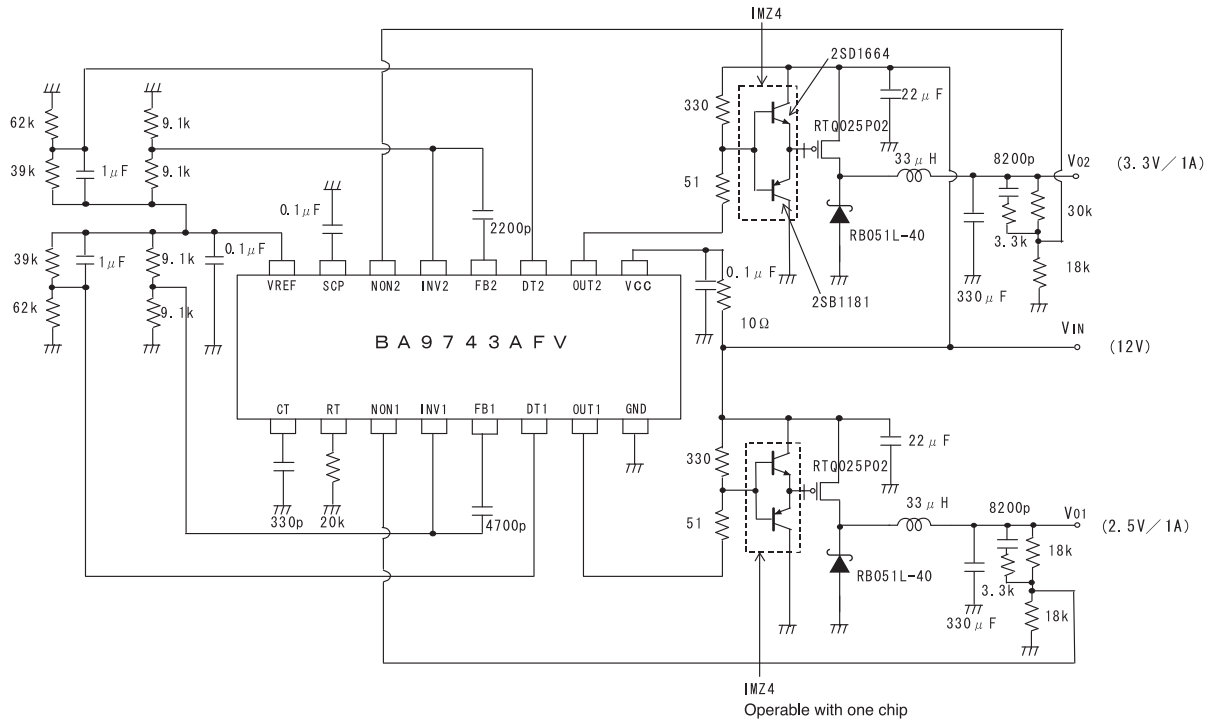 IMZ4
2SD1664
62k
9.1k
330
22μF
RTQ025P02
39k
1μF
9.1k
33μH
8200p
VO2
(3.3V/1A)
51
0.1μF
2200p
30k
RB051L-40
3.3k
39k
1μF
9.1k
0.1μF
0.1μF
18k
VREF
SCP
NON2
INV2
FB2
DT2
OUT2
VCC
2SB1181
330μF
62k
9.1k
10Ω
BA9743AFV
VIN
(12V)
CT
RT
NON1
INV1
FB1
DT1
OUT1
GND
22μF
330
RTQ025P02
33μH
8200p
VO1
(2.5V/1A)
330p
20k
4700p
51
18k
RB051L-40
3.3k
330μF
18k
IMZ4
Operable with one chip